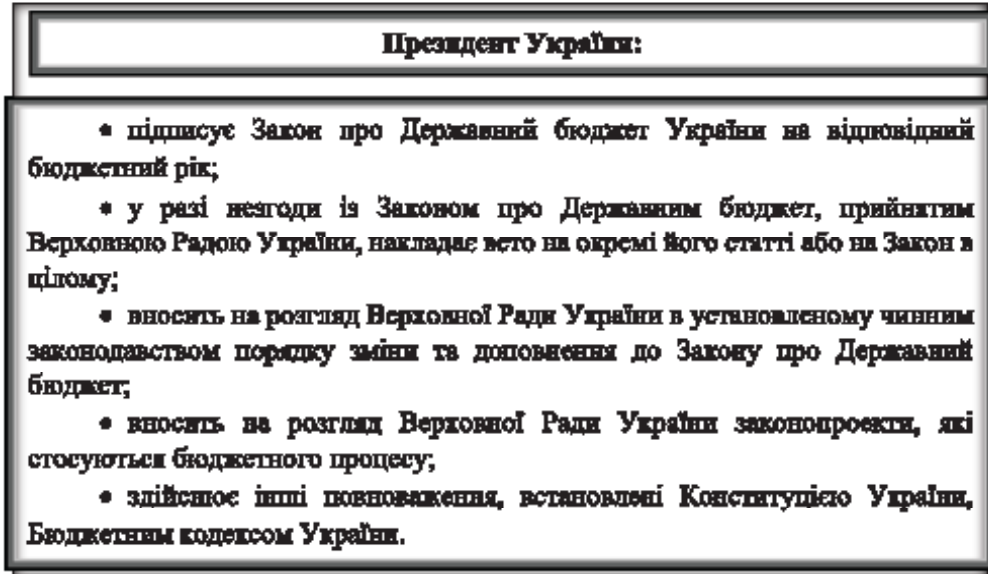 Президент України:
• підписує Закон про Державний бюджет України на відповідний
бюджетний рік;
• у разі незгоди із Законом про Державним бюджет, прийнятим
Верховною Радою України, накладає вето на окремі його статті або на Закон в
цілому;
• вносить на розгляд Верховної Ради України в установленому чинним
законодавством порядку зміни та доповнення до Закону про Державний
бюджет;
• вносить на розгляд Верховної Ради України законопроекти, які
стосуються бюджетного процесу;
• здійснює інші повноваження, встановлені Конституцією України,
Бюджетним кодексом України.